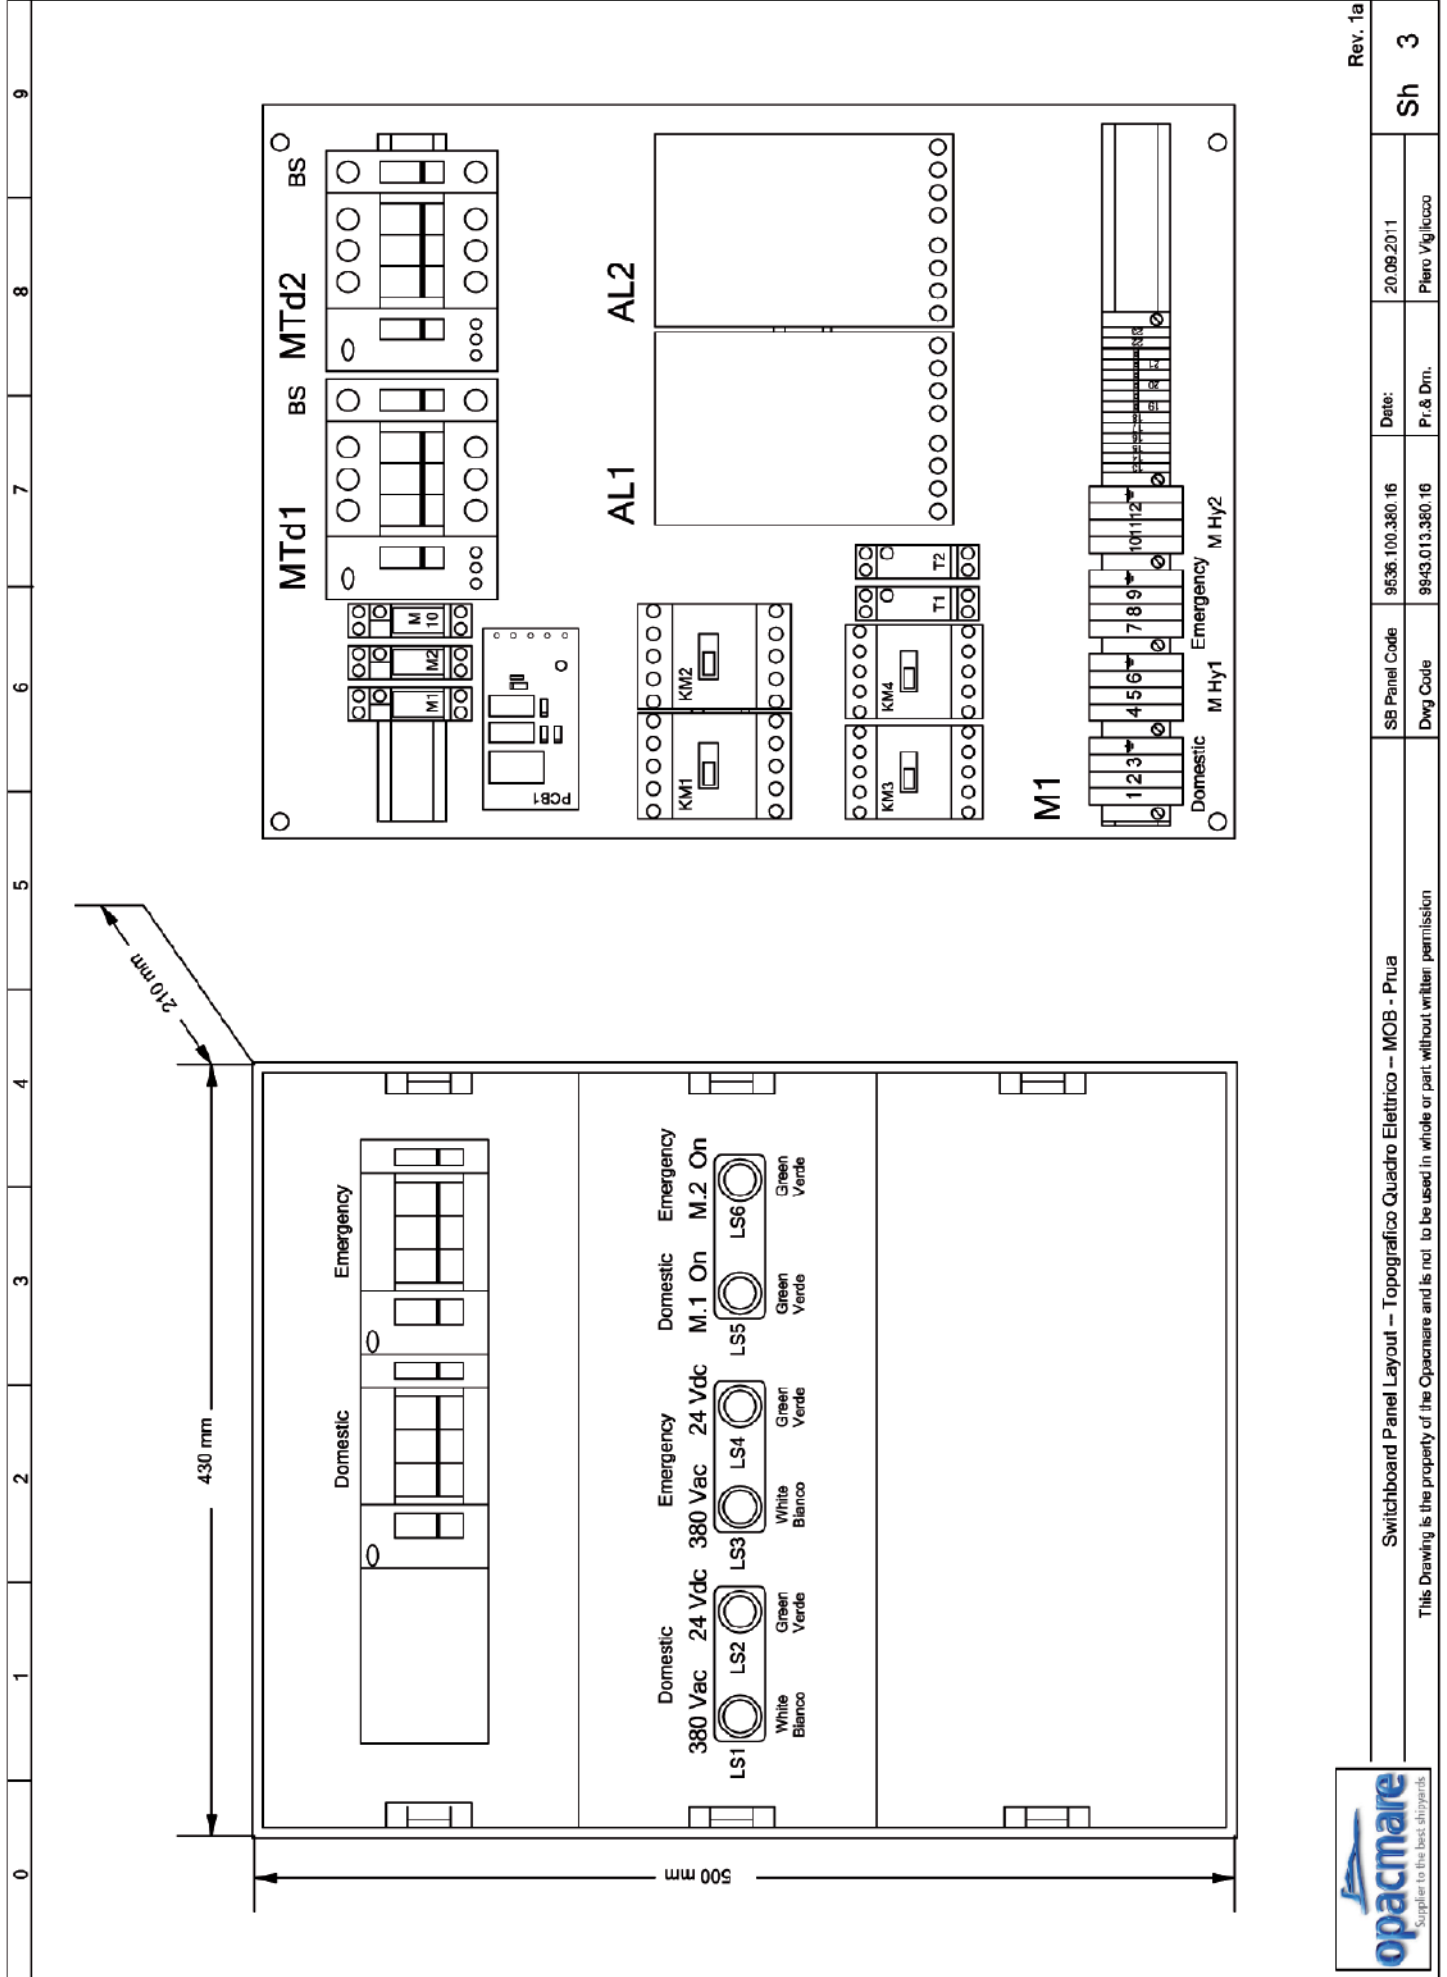 0 1 2 3 4 5 6 7 8 9
430 mm
210 mm
500 mm
Domestic
Emergency
Domestic
380 Vac 24 Vdc
LS1 LS2
White
Bianco
Green
Verde
Emergency
380 Vac 24 Vdc
LS3 LS4
White
Bianco
Green
Verde
Domestic
M.1 On
LS5
Green
Verde
Emergency
M.2 On
LS6
Green
Verde
MTd1 BS MTd2 BS
M1
M2
M
10
PCB1
AL1 AL2
KM1 KM2
KM3 KM4
T1 T2
M1
1 2 3
4 5 6
7 8 9
10 11 12
19 20 21
Domestic M Hy1 Emergency M Hy2
Rev. 1a
opacmare
Supplier to the best shipyards
Switchboard Panel Layout -- Topografico Quadro Elettrico -- MOB - Prua
This Drawing is the property of the Opacmare and is not to be used in whole or part without written permission
SB Panel Code 9536.100.380.16
Dwg Code 9943.013.380.16
Date: 20.09.2011
Pr.& Drn. Piero Vigliocco
Sh 3